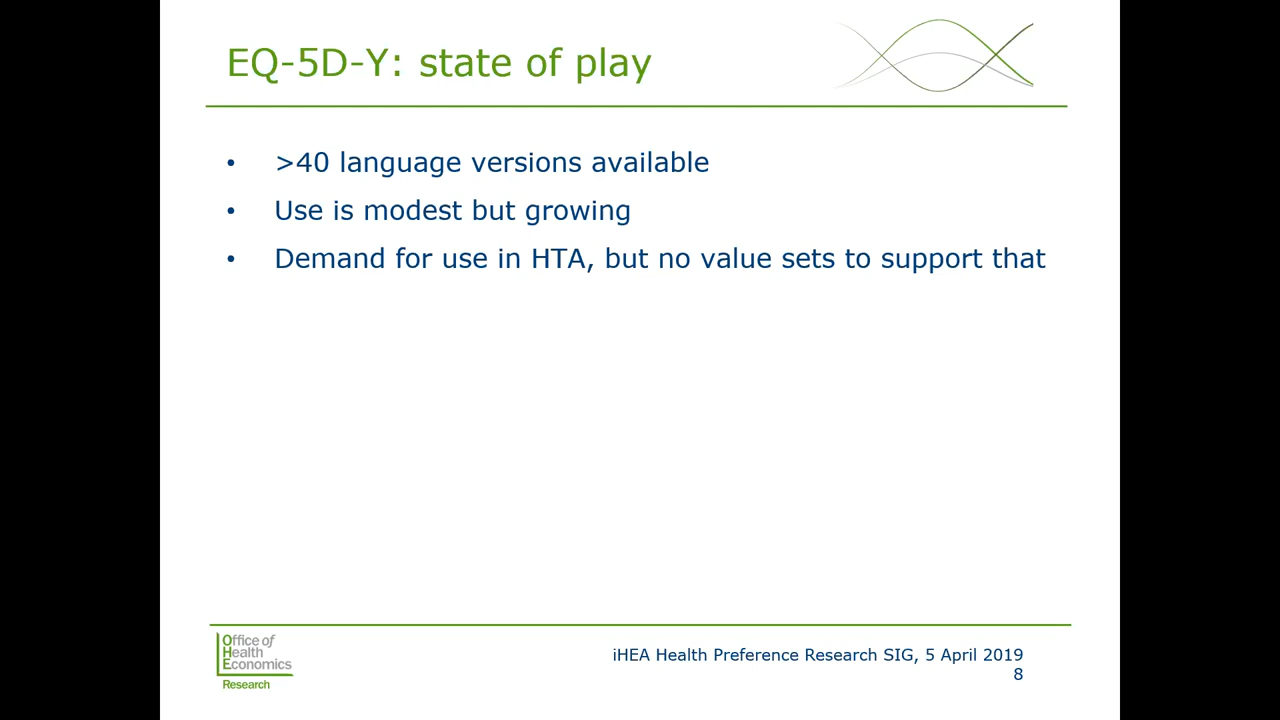 EQ-5D-Y: state of play
• >40 language versions available
• Use is modest but growing
• Demand for use in HTA, but no value sets to support that
Office of
Health
Economics
Research
iHEA Health Preference Research SIG, 5 April 2019
8